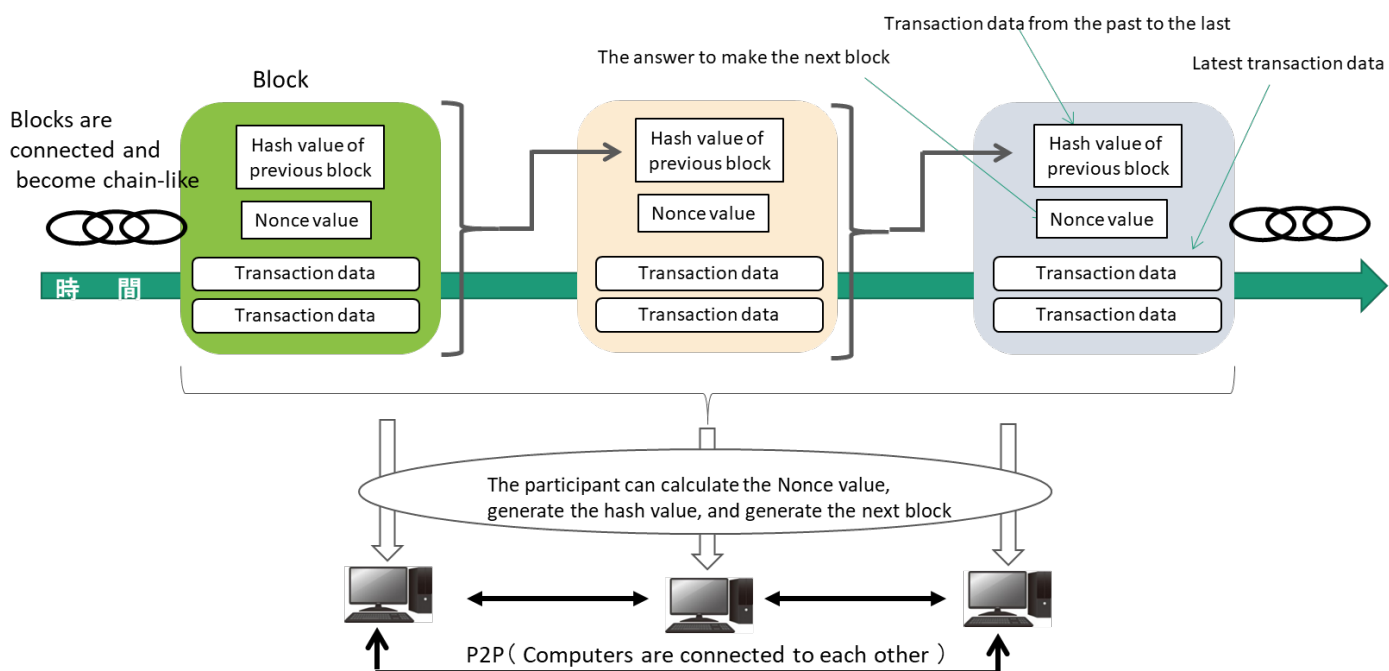 Transaction data from the past to the last
The answer to make the next block
Latest transaction data
Block
Blocks are
connected and
become chain-like
Hash value of
previous block
Nonce value
Transaction data
Transaction data
Hash value of
previous block
Nonce value
Transaction data
Transaction data
Hash value of
previous block
Nonce value
Transaction data
Transaction data
時 間
The participant can calculate the Nonce value,
generate the hash value, and generate the next block
P2P( Computers are connected to each other )